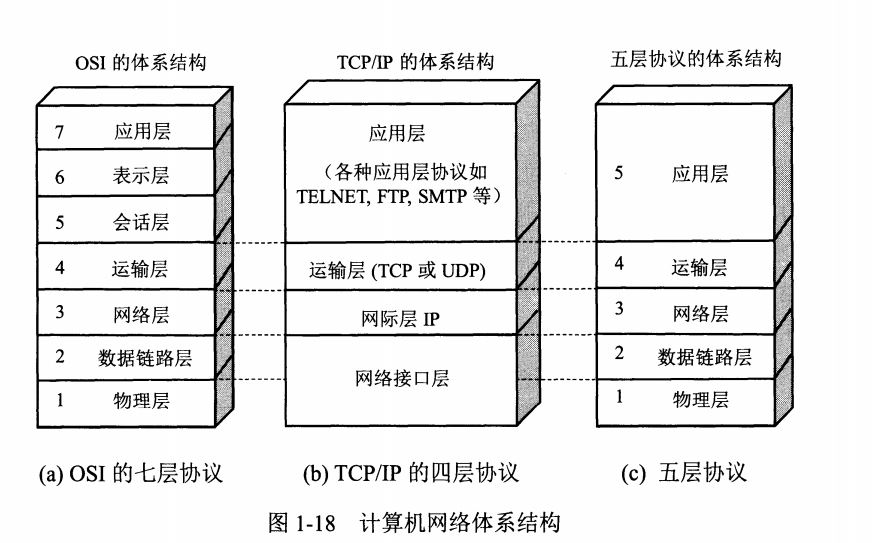 OSI 的体系结构
TCP/IP 的体系结构
五层协议的体系结构
7 应用层
6 表示层
5 会话层
4 运输层
3 网络层
2 数据链路层
1 物理层
应用层
（各种应用层协议如
TELNET, FTP, SMTP 等）
运输层 (TCP 或 UDP)
网际层 IP
网络接口层
5 应用层
4 运输层
3 网络层
2 数据链路层
1 物理层
(a) OSI 的七层协议
(b) TCP/IP 的四层协议
(c) 五层协议
图 1-18 计算机网络体系结构